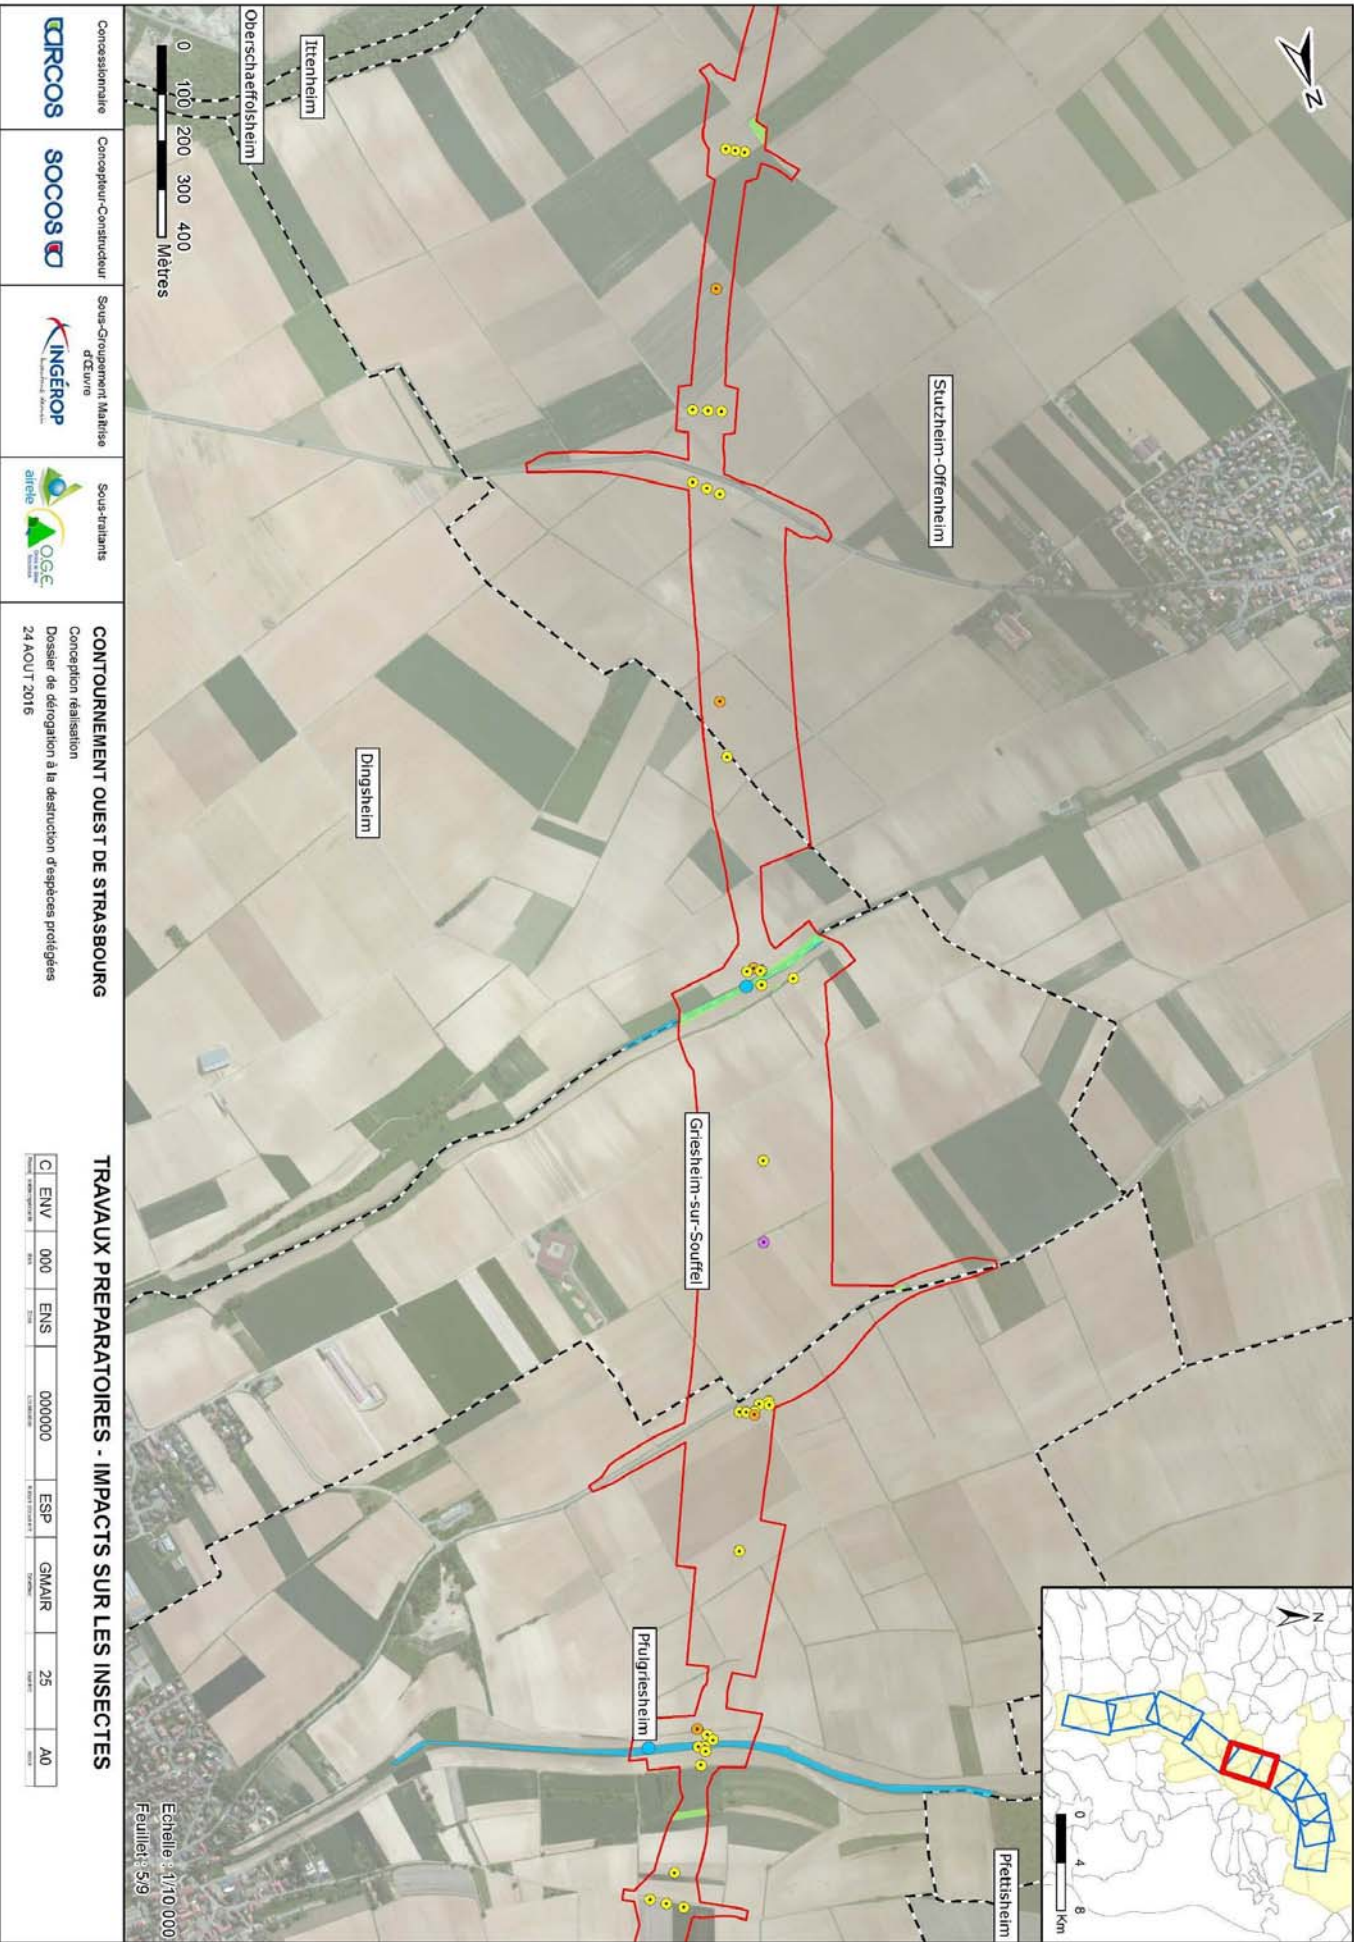 N
Ittenheim
Oberschaeffolsheim
Stutzheim-Offenheim
Dingsheim
Griesheim-sur-Souffel
Pfulgriesheim
Pfettisheim
0 100 200 300 400
Mètres
N
0 4 8
Km
Concessionnaire
ARCOS
Concepteur-Constructeur
SOCOS
Sous-Groupement Maîtrise
d'Œuvre
INGÉROP
Sous-traitants
airele
O.G.E.
CONTOURNEMENT OUEST DE STRASBOURG
Conception réalisation
Dossier de dérogation à la destruction d'espèces protégées
24 AOUT 2016
TRAVAUX PREPARATOIRES - IMPACTS SUR LES INSECTES
C ENV 000 ENS 000000 ESP GMAIR 25 A0
Echelle : 1/10 000
Feuillet : 5/9